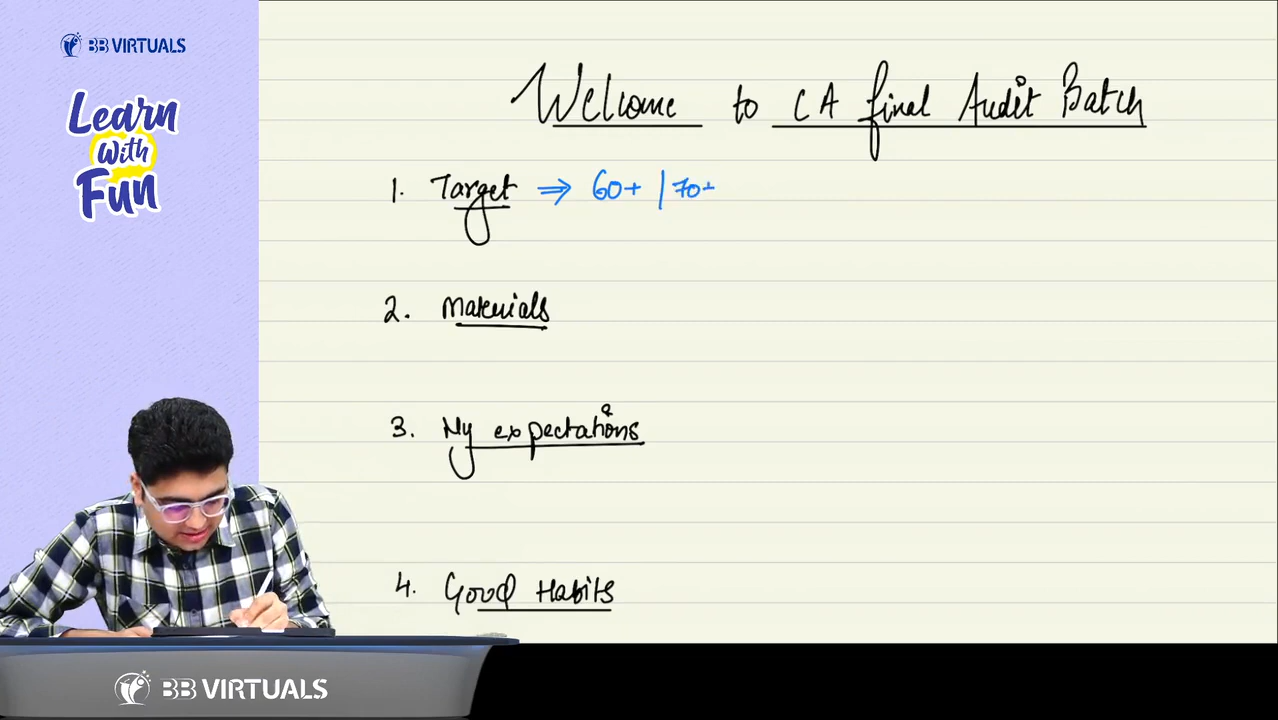 BB VIRTUALS
Learn
With
Fun
Welcome to CA final Audit Batch
1. Target ⇒ 60+ | 70+
2. Materials
3. My expectations
4. Good Habits
BB VIRTUALS